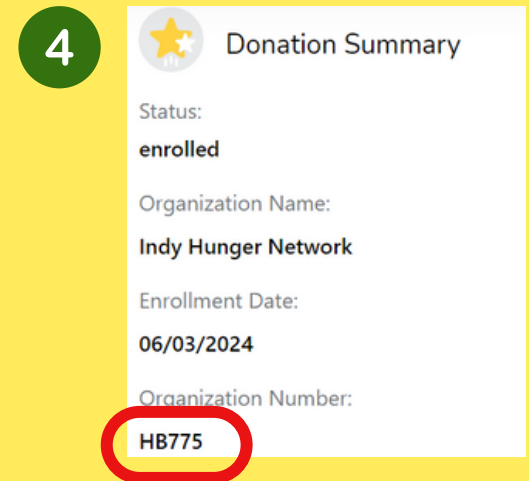 4
Donation Summary
Status:
enrolled
Organization Name:
Indy Hunger Network
Enrollment Date:
06/03/2024
Organization Number:
HB775